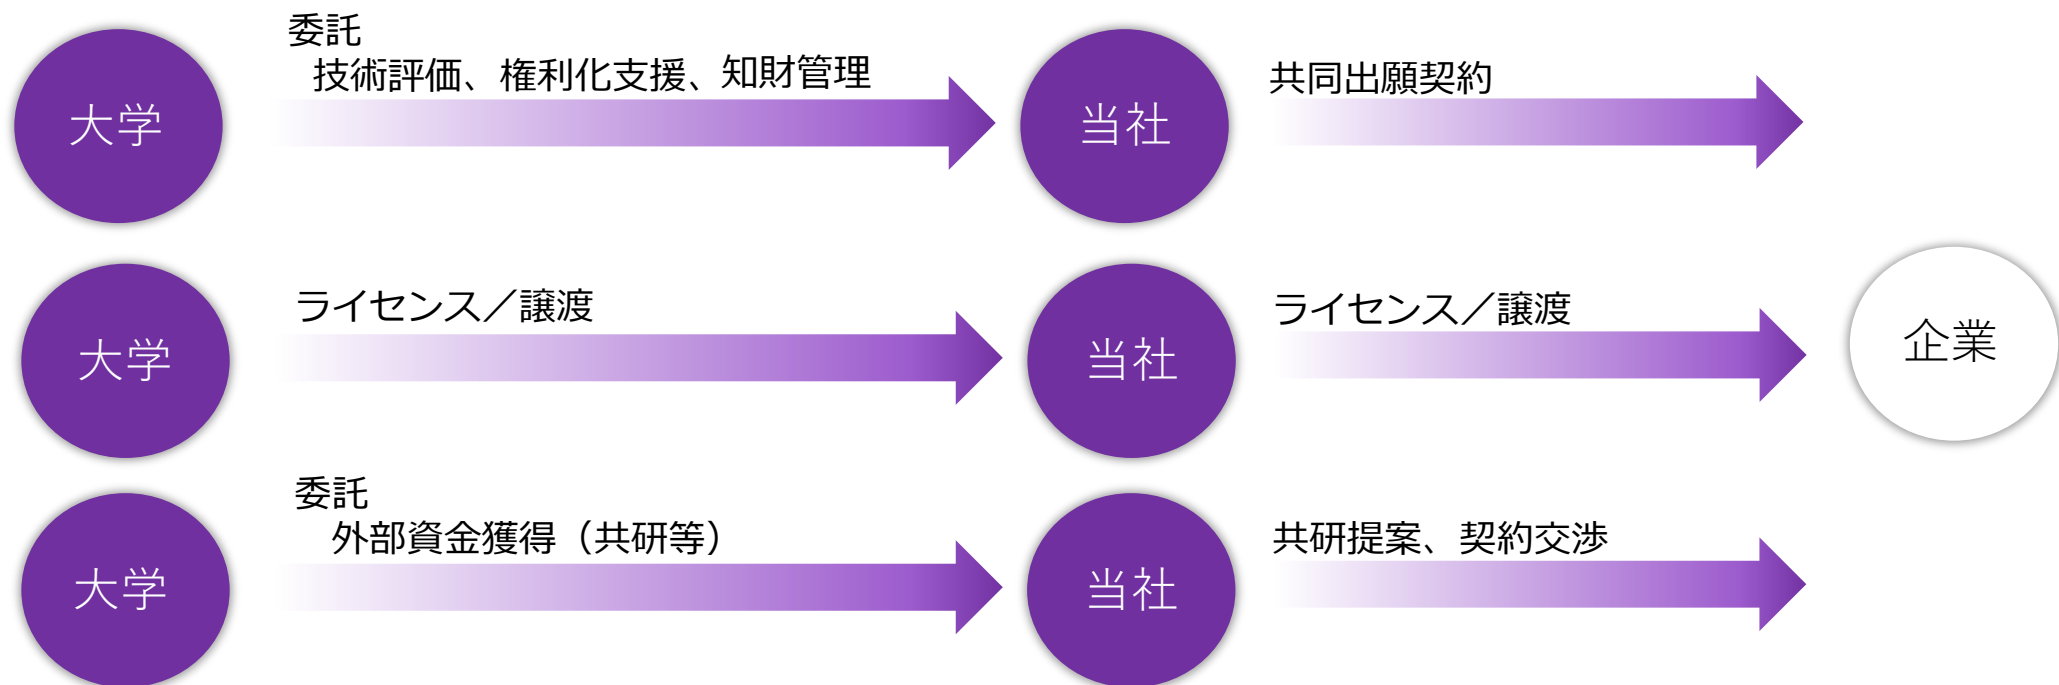 委託
技術評価、権利化支援、知財管理
共同出願契約
大学
当社
ライセンス／譲渡
ライセンス／譲渡
大学
当社
企業
委託
外部資金獲得（共研等）
共研提案、契約交渉
大学
当社